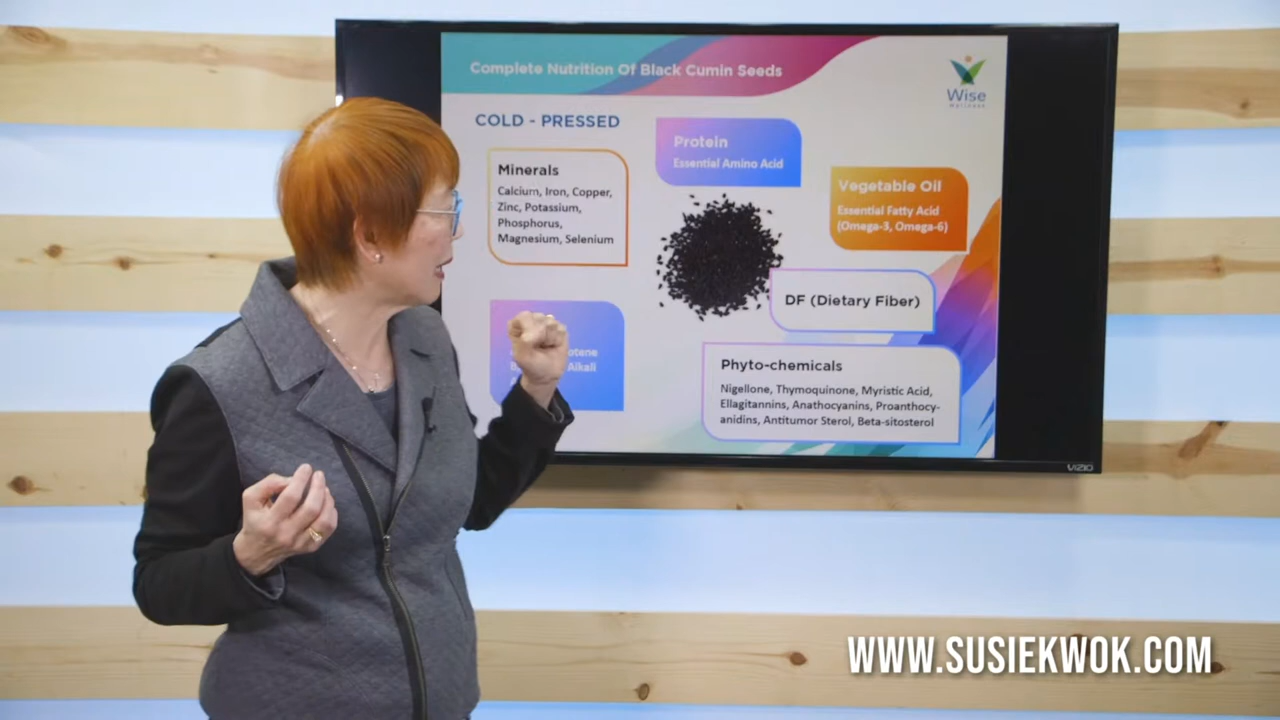 Complete Nutrition Of Black Cumin Seeds
Wise
COLD - PRESSED
Protein
Essential Amino Acid
Minerals
Calcium, Iron, Copper,
Zinc, Potassium,
Phosphorus,
Magnesium, Selenium
Vegetable Oil
Essential Fatty Acid
(Omega-3, Omega-6)
DF (Dietary Fiber)
Alkali
Phyto-chemicals
Nigellone, Thymoquinone, Myristic Acid,
Ellagitannins, Anathocyanins, Proanthocy-
anidins, Antitumor Sterol, Beta-sitosterol
VIZIO
WWW.SUSIEKWOK.COM